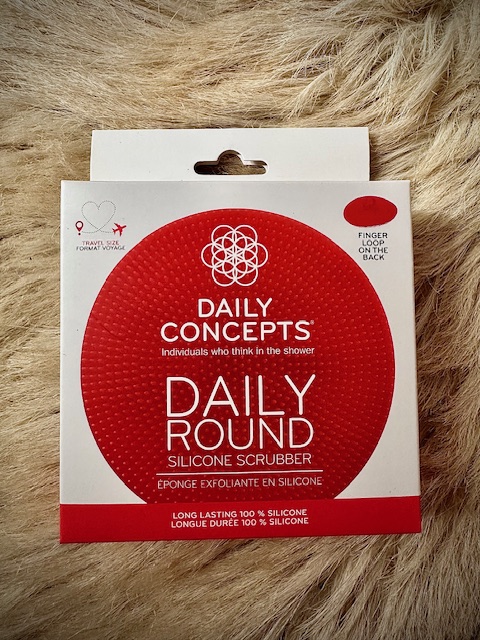 TRAVEL SIZE
FORMAT VOYAGE
FINGER
LOOP
ON THE
BACK
DAILY
CONCEPTS®
Individuals who think in the shower
DAILY
ROUND
SILICONE SCRUBBER
ÉPONGE EXFOLIANTE EN SILICONE
LONG LASTING 100 % SILICONE
LONGUE DURÉE 100 % SILICONE